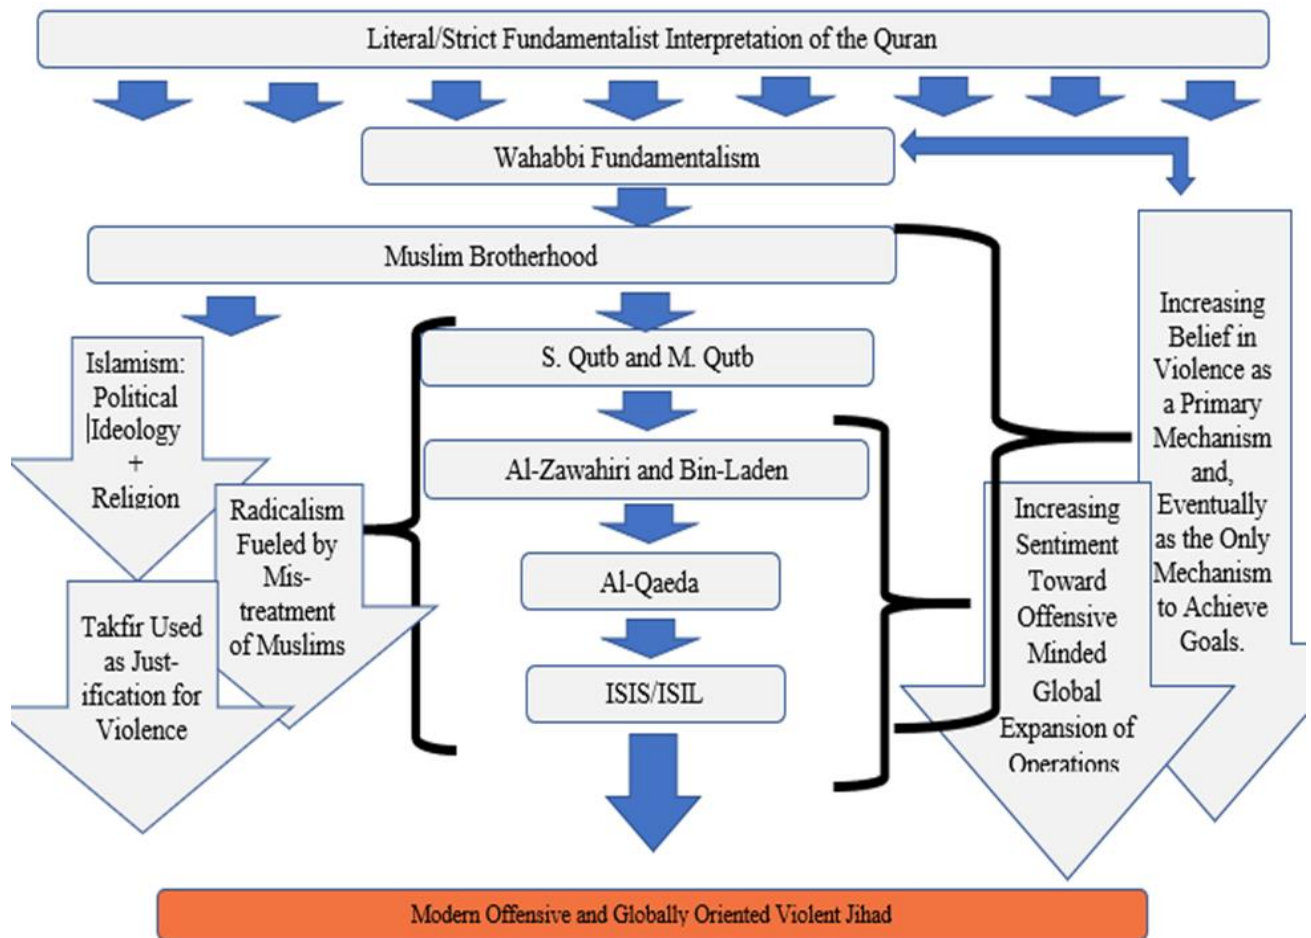 Literal/Strict Fundamentalist Interpretation of the Quran
Wahabbi Fundamentalism
Muslim Brotherhood
S. Qutb and M. Qutb
Al-Zawahiri and Bin-Laden
Al-Qaeda
ISIS/ISIL
Islamism:
Political
Ideology
+
Religion
Radicalism
Fueled by
Mis-
treatment
of Muslims
Takfir Used
as Just-
ification for
Violence
Increasing
Sentiment
Toward
Offensive
Minded
Global
Expansion of
Operations
Increasing
Belief in
Violence as
a Primary
Mechanism
and,
Eventually
as the Only
Mechanism
to Achieve
Goals.
Modern Offensive and Globally Oriented Violent Jihad